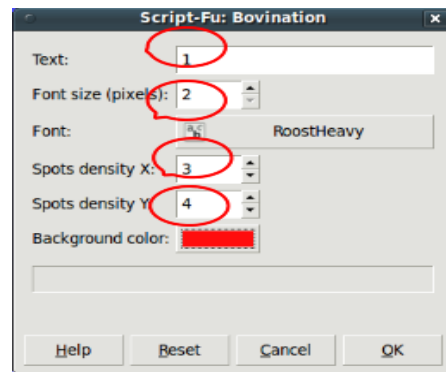 Script-Fu: Bovination
Text: 1
Font size (pixels): 2
Font: RoostHeavy
Spots density X: 3
Spots density Y 4
Background color:
Help Reset Cancel OK